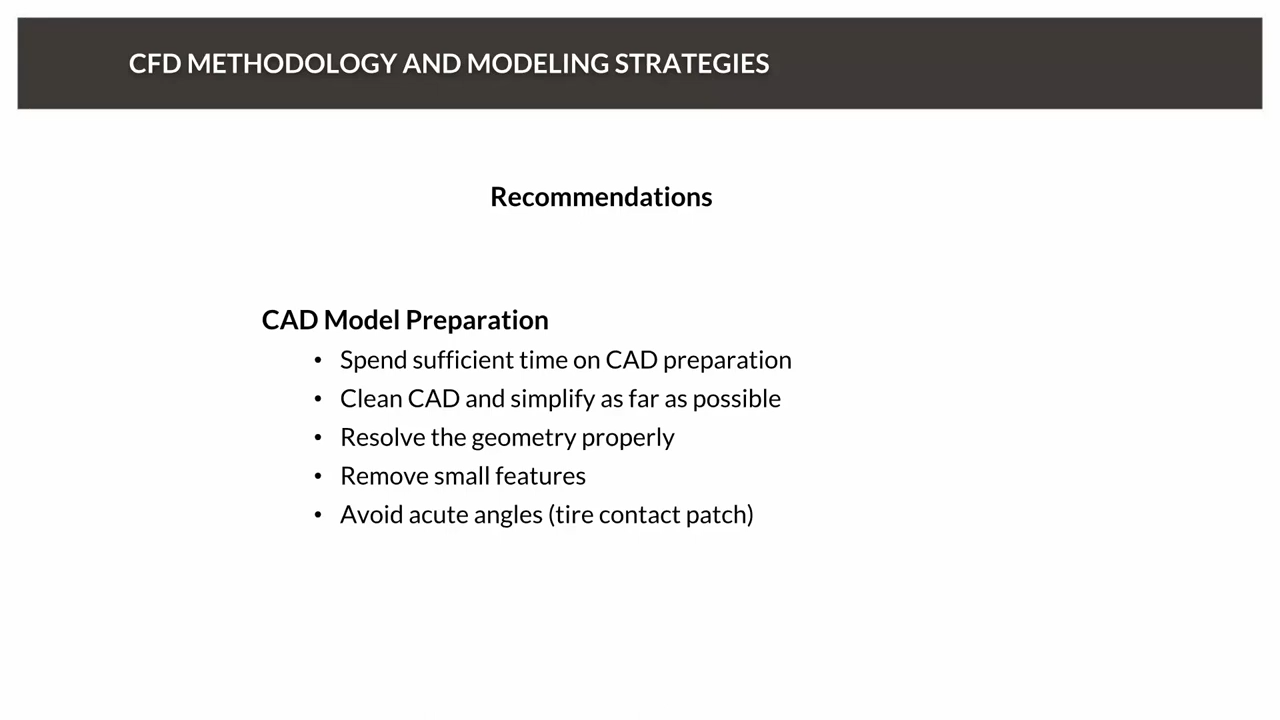 CFD METHODOLOGY AND MODELING STRATEGIES
Recommendations
CAD Model Preparation
• Spend sufficient time on CAD preparation
• Clean CAD and simplify as far as possible
• Resolve the geometry properly
• Remove small features
• Avoid acute angles (tire contact patch)